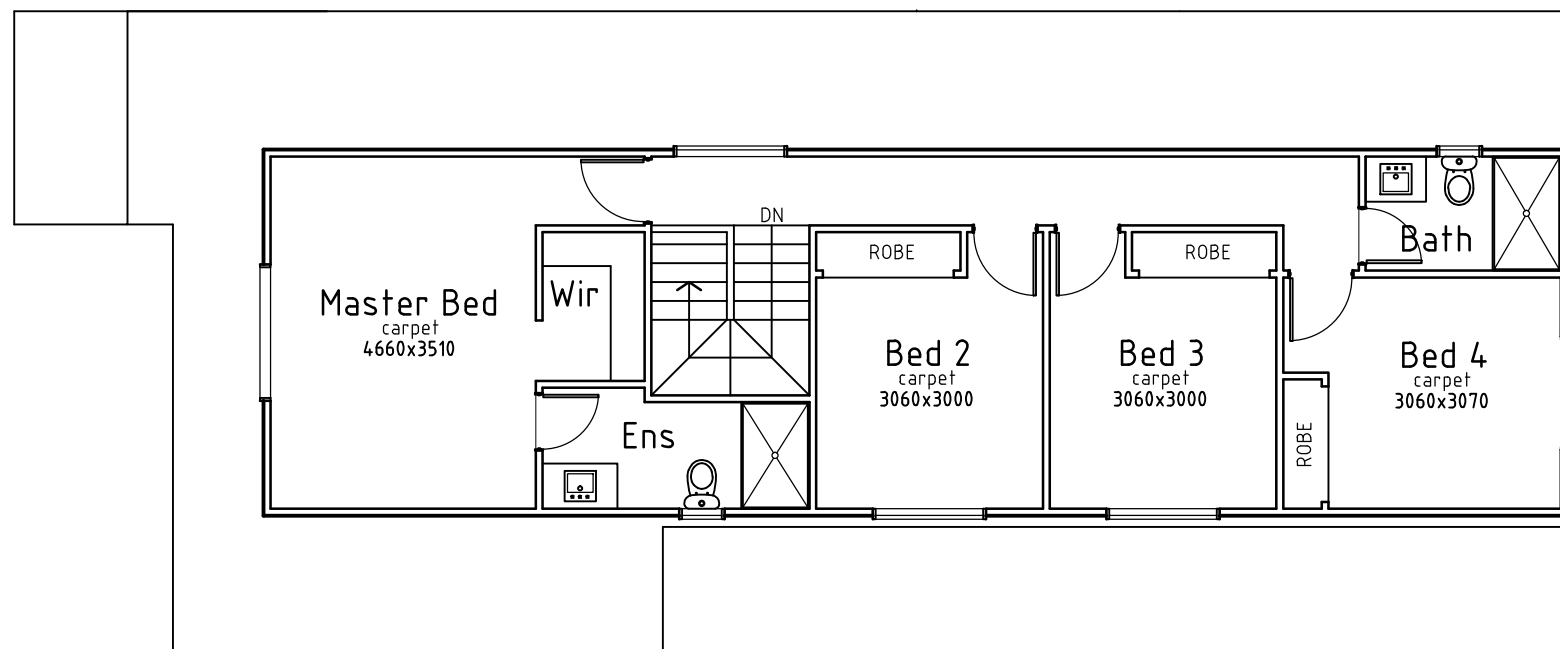 DN
ROBE
ROBE
Bath
Master Bed
carpet
4660x3510
Wir
Bed 2
carpet
3060x3000
Bed 3
carpet
3060x3000
Bed 4
carpet
3060x3070
Ens
ROBE